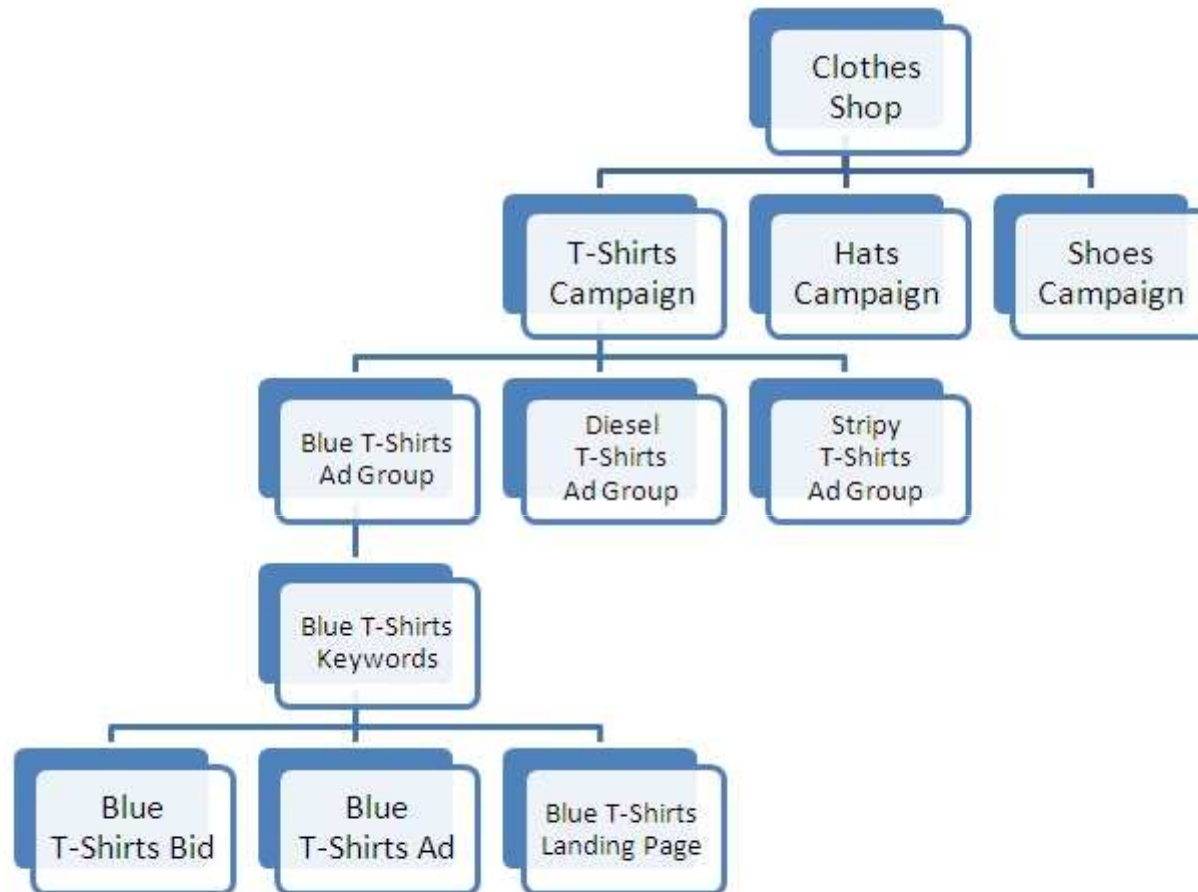 Clothes
Shop
T-Shirts
Campaign
Hats
Campaign
Shoes
Campaign
Blue T-Shirts
Ad Group
Diesel
T-Shirts
Ad Group
Stripy
T-Shirts
Ad Group
Blue T-Shirts
Keywords
Blue
T-Shirts Bid
Blue
T-Shirts Ad
Blue T-Shirts
Landing Page